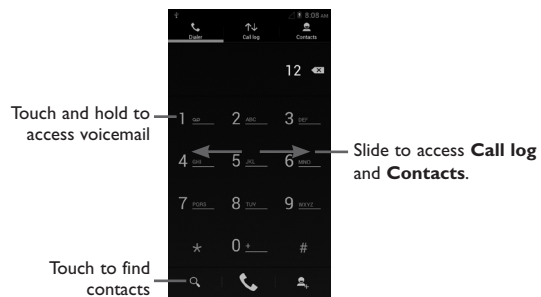 8:08 AM
Dialer Call log Contacts
12
Touch and hold to
access voicemail
1 2 ABC 3 DEF
Slide to access Call log
and Contacts.
4 GHI 5 JKL 6 MNO
7 PQRS 8 TUV 9 WXYZ
* 0 + #
Touch to find
contacts